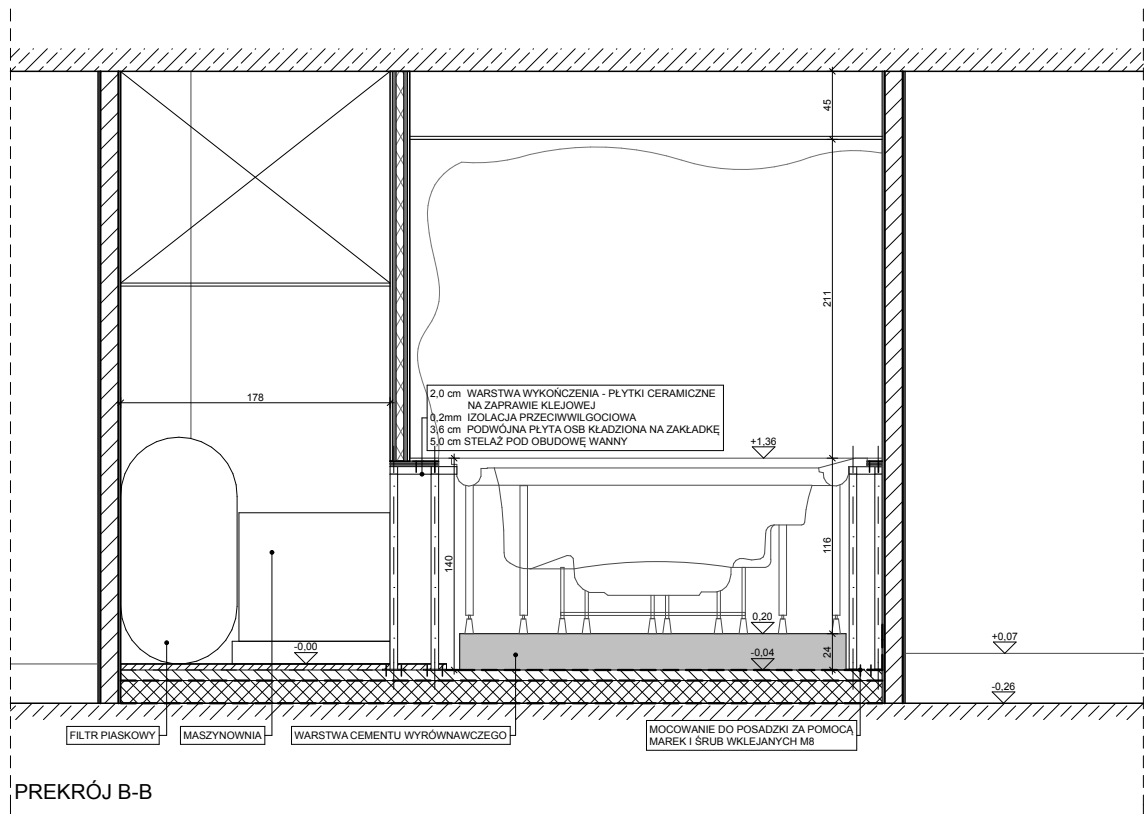 45
211
178
2,0 cm WARSTWA WYKOŃCZENIA - PŁYTKI CERAMICZNE
NA ZAPRAWIE KLEJOWEJ
0,2mm IZOLACJA PRZECIWWILGOCIOWA
3,6 cm PODWÓJNA PŁYTA OSB KŁADZIONA NA ZAKŁADKĘ
5,0 cm STELAŻ POD OBUDOWĘ WANNY
+1,36
140
116
0,20
-0,00
-0,04
24
+0,07
-0,26
FILTR PIASKOWY
MASZYNOWNIA
WARSTWA CEMENTU WYRÓWNAWCZEGO
MOCOWANIE DO POSADZKI ZA POMOCĄ
MAREK I ŚRUB WKLEJANYCH M8
PREKRÓJ B-B